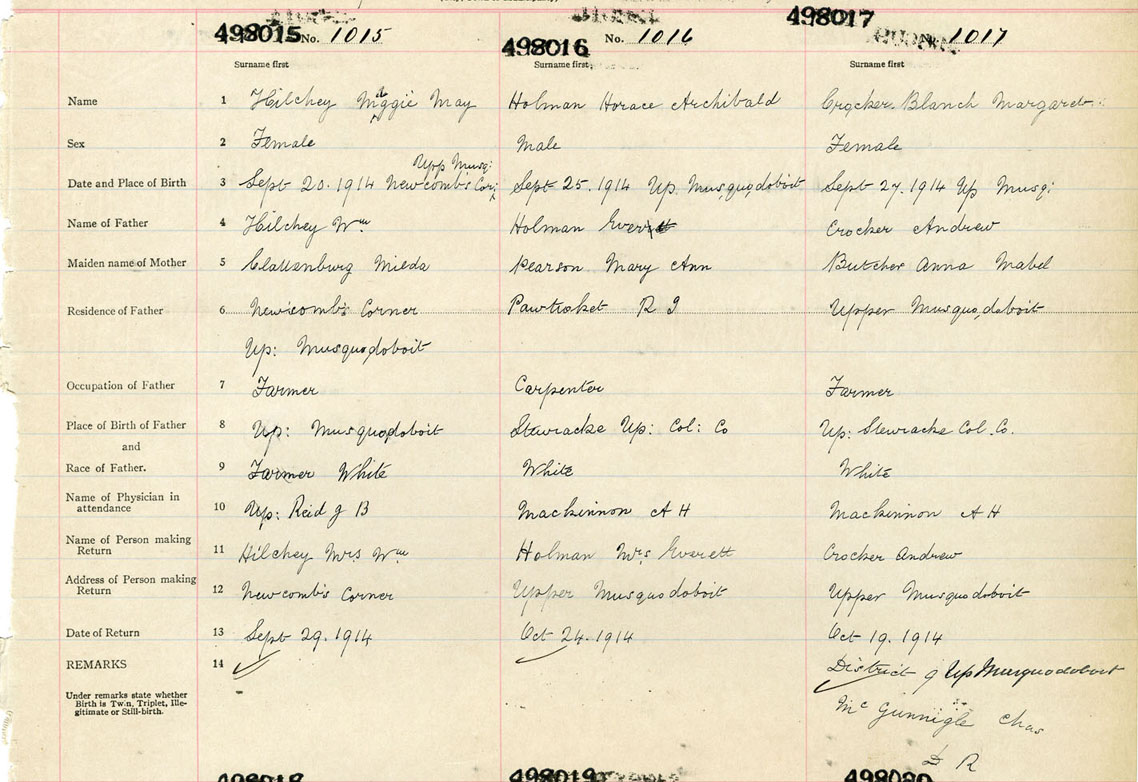 498015 No. 1015
498016 No. 1016
498017 1017
Surname first Surname first Surname first
Name 1 Hilchey Maggie May Holman Horace Archibald Crocker Blanch Margaret
Sex 2 Female Male Female
Upp Musq:
Date and Place of Birth 3 Sept 20. 1914 Newcomb's Cor: Sept 25. 1914 Up. Musquodoboit Sept 27. 1914 Up Musq:
Name of Father 4 Hilchey Wm Holman Everett Crocker Andrew
Maiden name of Mother 5 Clattenburg Milda Pearson Mary Ann Butcher Anna Mabel
Residence of Father 6 Newcomb's Corner Pawtucket R I Upper Musquodoboit
Up: Musquodoboit
Occupation of Father 7 Farmer Carpenter Farmer
Place of Birth of Father 8 Up: Musquodoboit Stewiacke Up: Col: Co Up: Stewiacke Col. Co.
and
Race of Father. 9 Farmer White White White
Name of Physician in
attendance 10 Up: Reid J B Mackinnon A H Mackinnon A H
Name of Person making
Return 11 Hilchey Mrs Wm Holman Mrs Everett Crocker Andrew
Address of Person making
Return 12 Newcomb's Corner Upper Musquodoboit Upper Musquodoboit
Date of Return 13 Sept 29. 1914 Oct 24. 1914 Oct 19. 1914
REMARKS 14 District of Up Musquodoboit
Under remarks state whether
Birth is Twin, Triplet, Ille-
gitimate or Still-birth.
Mc Gunnigle Chas
D R
498018 498019 498020